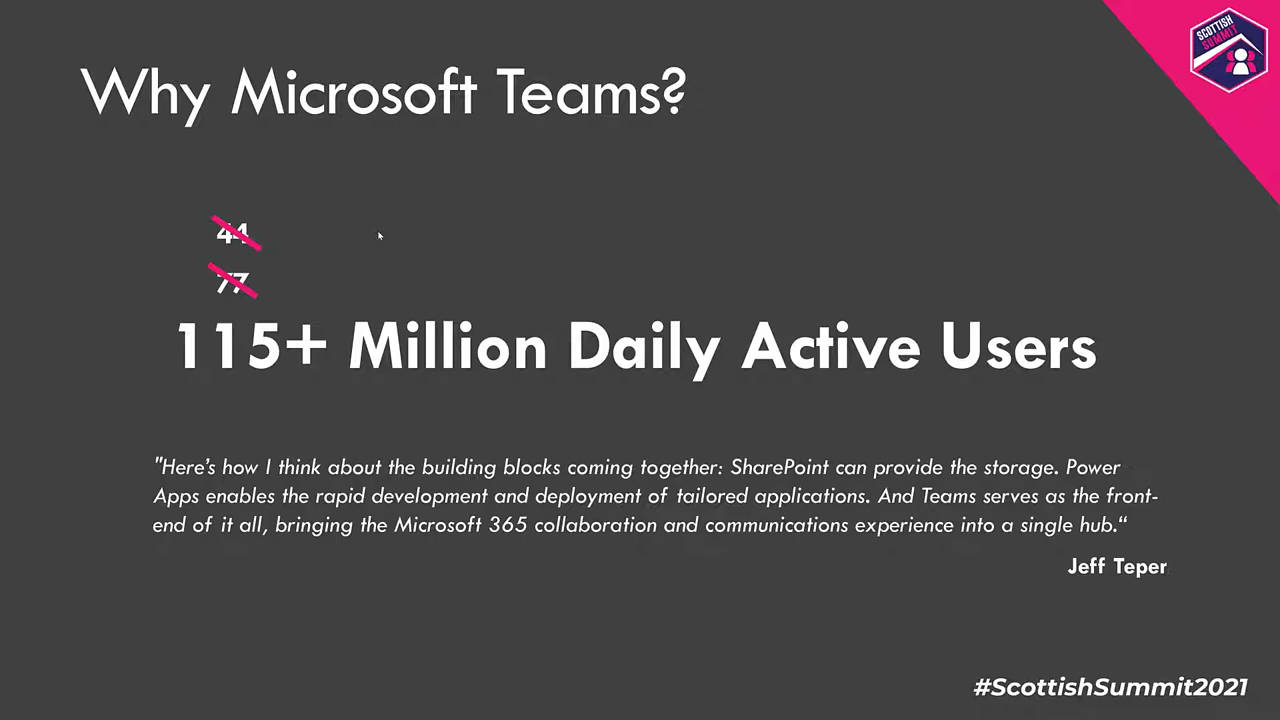 SCOTTISH
SUMMIT
Why Microsoft Teams?
44
77
115+ Million Daily Active Users
"Here's how I think about the building blocks coming together: SharePoint can provide the storage. Power
Apps enables the rapid development and deployment of tailored applications. And Teams serves as the front-
end of it all, bringing the Microsoft 365 collaboration and communications experience into a single hub.“
Jeff Teper
#ScottishSummit2021